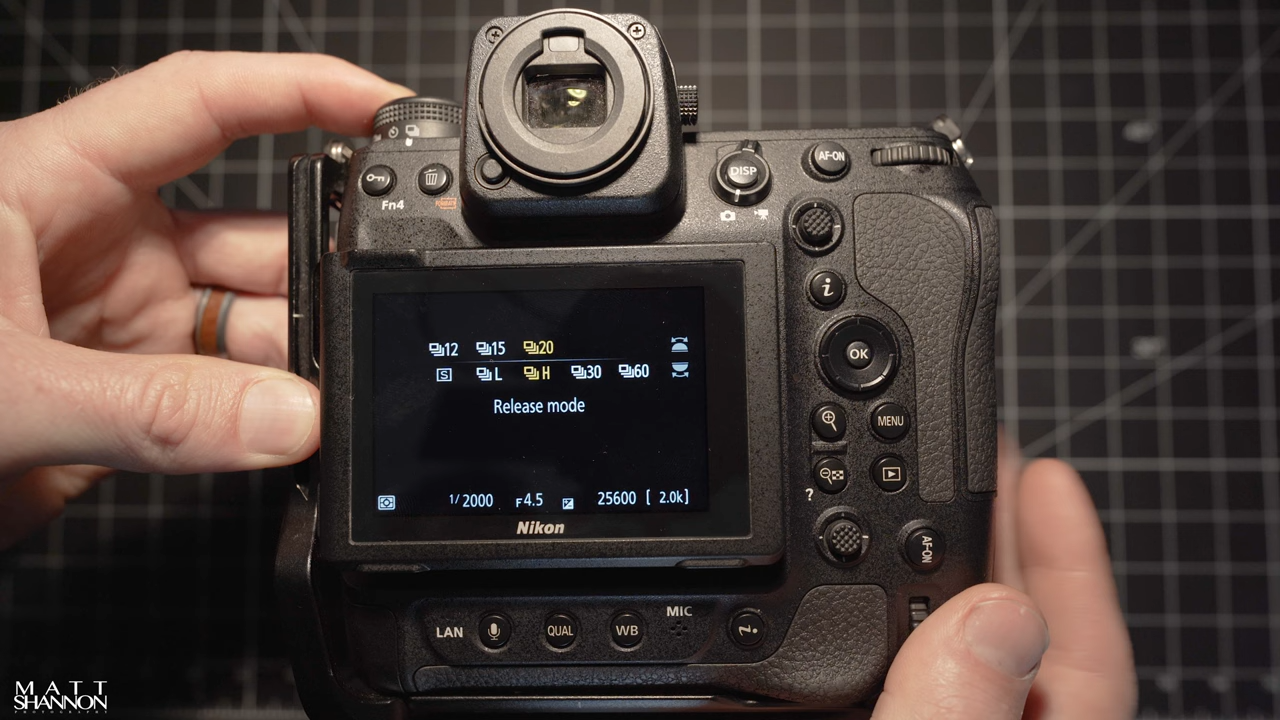 DISP
AF-ON
Fn4
i
12 15 20
S L H 30 60
OK
Release mode
MENU
1/2000 F4.5 25600 [ 2.0k]
?
Nikon
AF-ON
LAN
QUAL
WB
MIC
i
MATT
SHANNON
PHOTOGRAPHY